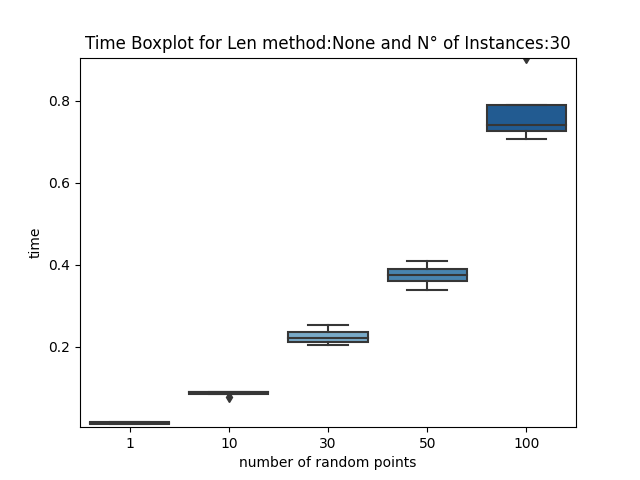 Time Boxplot for Len method:None and N° of Instances:30
0.8
0.6
0.4
0.2
time
1 10 30 50 100
number of random points